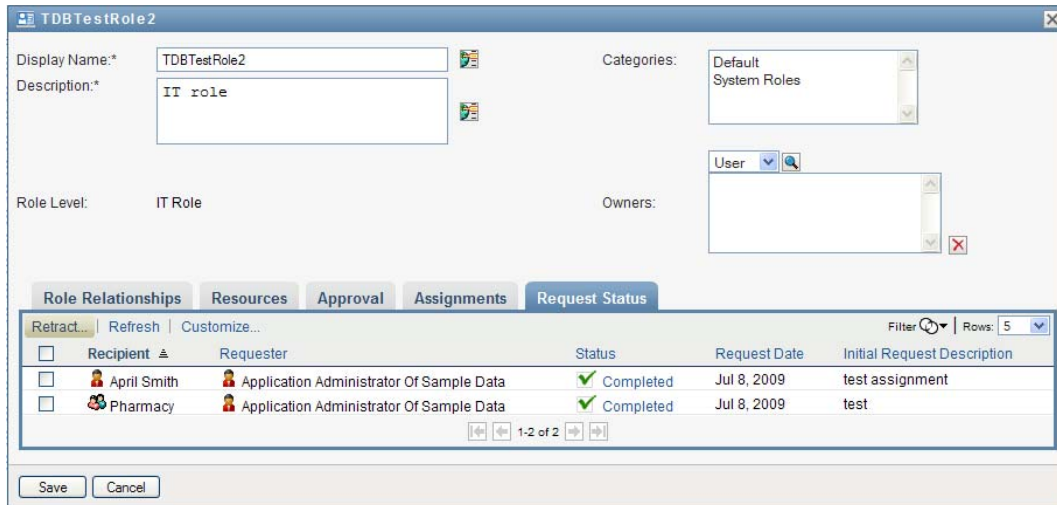 TDBTestRole2
Display Name:* TDBTestRole2
Categories: Default
System Roles
Description:* IT role
User
Role Level: IT Role
Owners:
Role Relationships Resources Approval Assignments Request Status
Retract... | Refresh | Customize... Filter | Rows: 5
Recipient Requester Status Request Date Initial Request Description
April Smith Application Administrator Of Sample Data Completed Jul 8, 2009 test assignment
Pharmacy Application Administrator Of Sample Data Completed Jul 8, 2009 test
1-2 of 2
Save Cancel